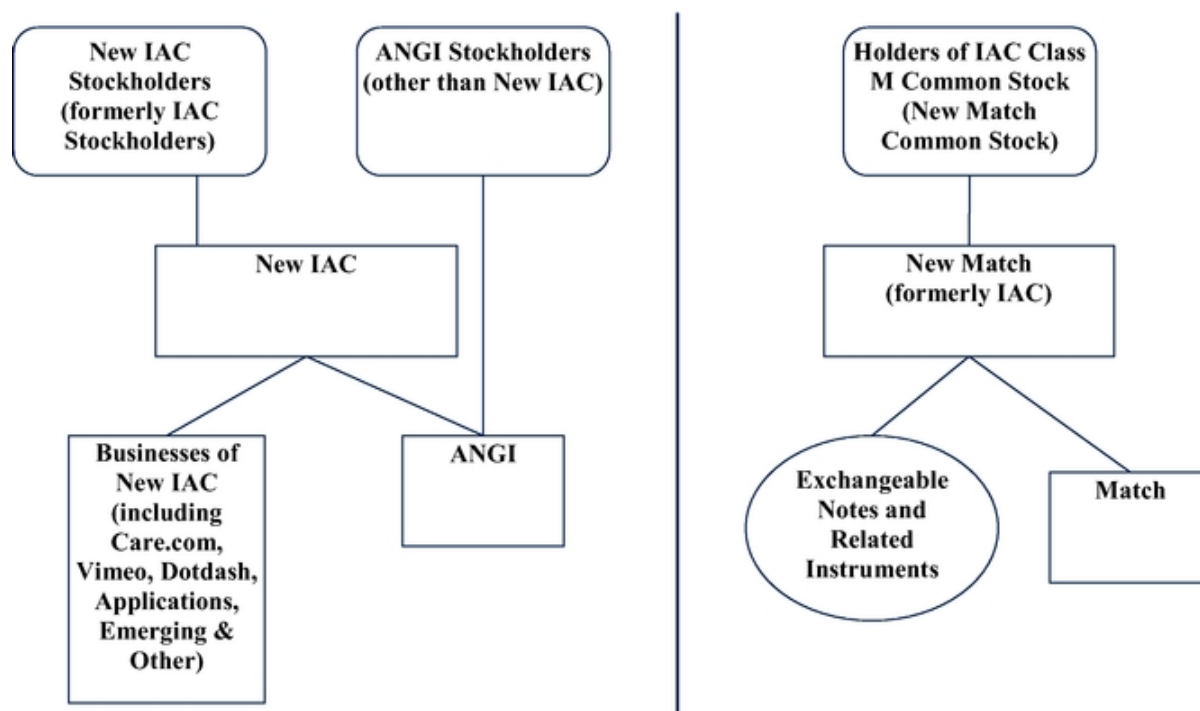 New IAC
Stockholders
(formerly IAC
Stockholders)
ANGI Stockholders
(other than New IAC)
Holders of IAC Class
M Common Stock
(New Match
Common Stock)
New IAC
New Match
(formerly IAC)
Businesses of
New IAC
(including
Care.com,
Vimeo, Dotdash,
Applications,
Emerging &
Other)
ANGI
Exchangeable
Notes and
Related
Instruments
Match